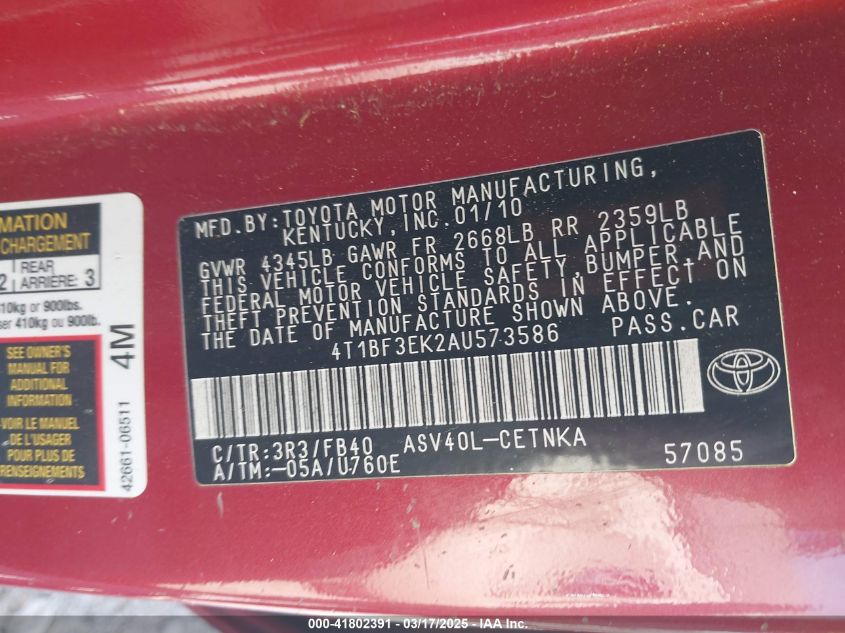 MATION
CHARGEMENT
2 REAR ARRIÈRE: 3
10kg or 900lbs.
ser 410kg ou 900lb.
SEE OWNER'S
MANUAL FOR
ADDITIONAL
INFORMATION
VOIR LE MANUEL
DE L'USAGER
POUR PLUS DE
RENSEIGNEMENTS
4M
42661-06511
MFD. BY: TOYOTA MOTOR MANUFACTURING,
KENTUCKY, INC. 01/10
GVWR 4345LB GAWR FR 2668LB RR 2359LB
THIS VEHICLE CONFORMS TO ALL APPLICABLE
FEDERAL MOTOR VEHICLE SAFETY, BUMPER, AND
THEFT PREVENTION STANDARDS IN EFFECT ON
THE DATE OF MANUFACTURE SHOWN ABOVE.
4T1BF3EK2AU573586 PASS.CAR
C/TR:3R3/FB40 ASV40L-CETNKA
A/TM:-05A/U760E 57085
000-41802391 - 03/17/2025 - IAA Inc.